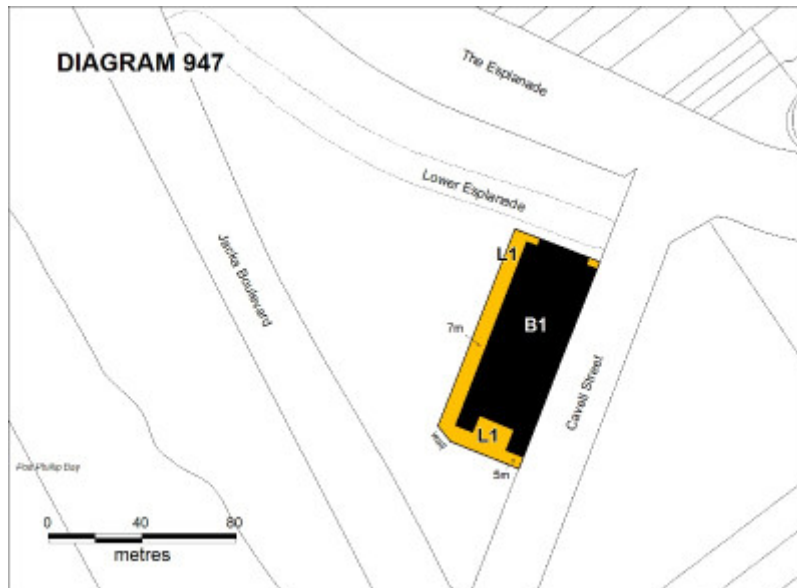 DIAGRAM 947
The Esplanade
Lower Esplanade
Jacka Boulevard
L1
7m
B1
Cavell Street
L1
5m
Port Phillip Bay
0 40 80
metres